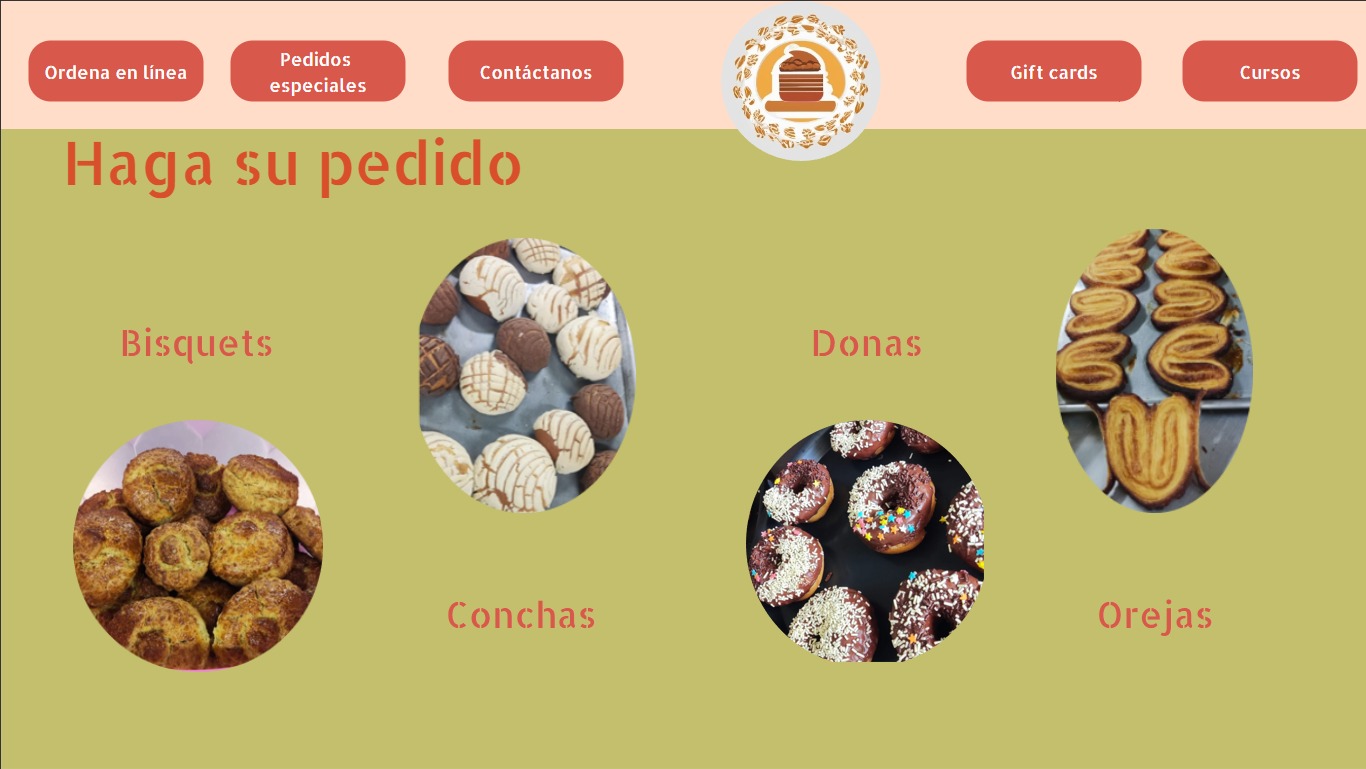 Ordena en línea
Pedidos
especiales
Contáctanos
Gift cards
Cursos
Haga su pedido
Bisquets
Donas
Conchas
Orejas